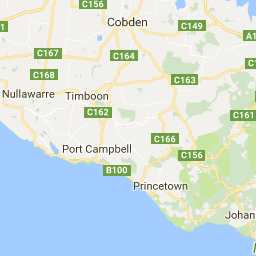 C156
Cobden
C149
A1
C167
C164
C168
C163
Nullawarre
Timboon
C162
C161
C166
Port Campbell
C156
B100
Princetown
Johan